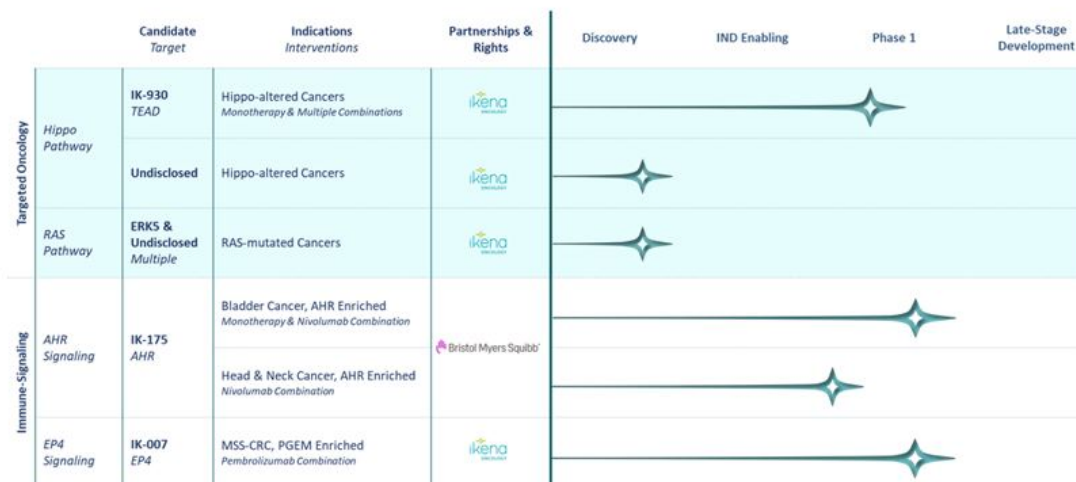 Candidate
Target
Indications
Interventions
Partnerships &
Rights
Discovery
IND Enabling
Phase 1
Late-Stage
Development
Targeted Oncology
Hippo
Pathway
IK-930
TEAD
Hippo-altered Cancers
Monotherapy & Multiple Combinations
ikena
ONCOLOGY
Undisclosed
Hippo-altered Cancers
ikena
ONCOLOGY
RAS
Pathway
ERK5 &
Undisclosed
Multiple
RAS-mutated Cancers
ikena
ONCOLOGY
Immune-Signaling
AHR
Signaling
IK-175
AHR
Bladder Cancer, AHR Enriched
Monotherapy & Nivolumab Combination
Bristol Myers Squibb
Head & Neck Cancer, AHR Enriched
Nivolumab Combination
EP4
Signaling
IK-007
EP4
MSS-CRC, PGEM Enriched
Pembrolizumab Combination
ikena
ONCOLOGY